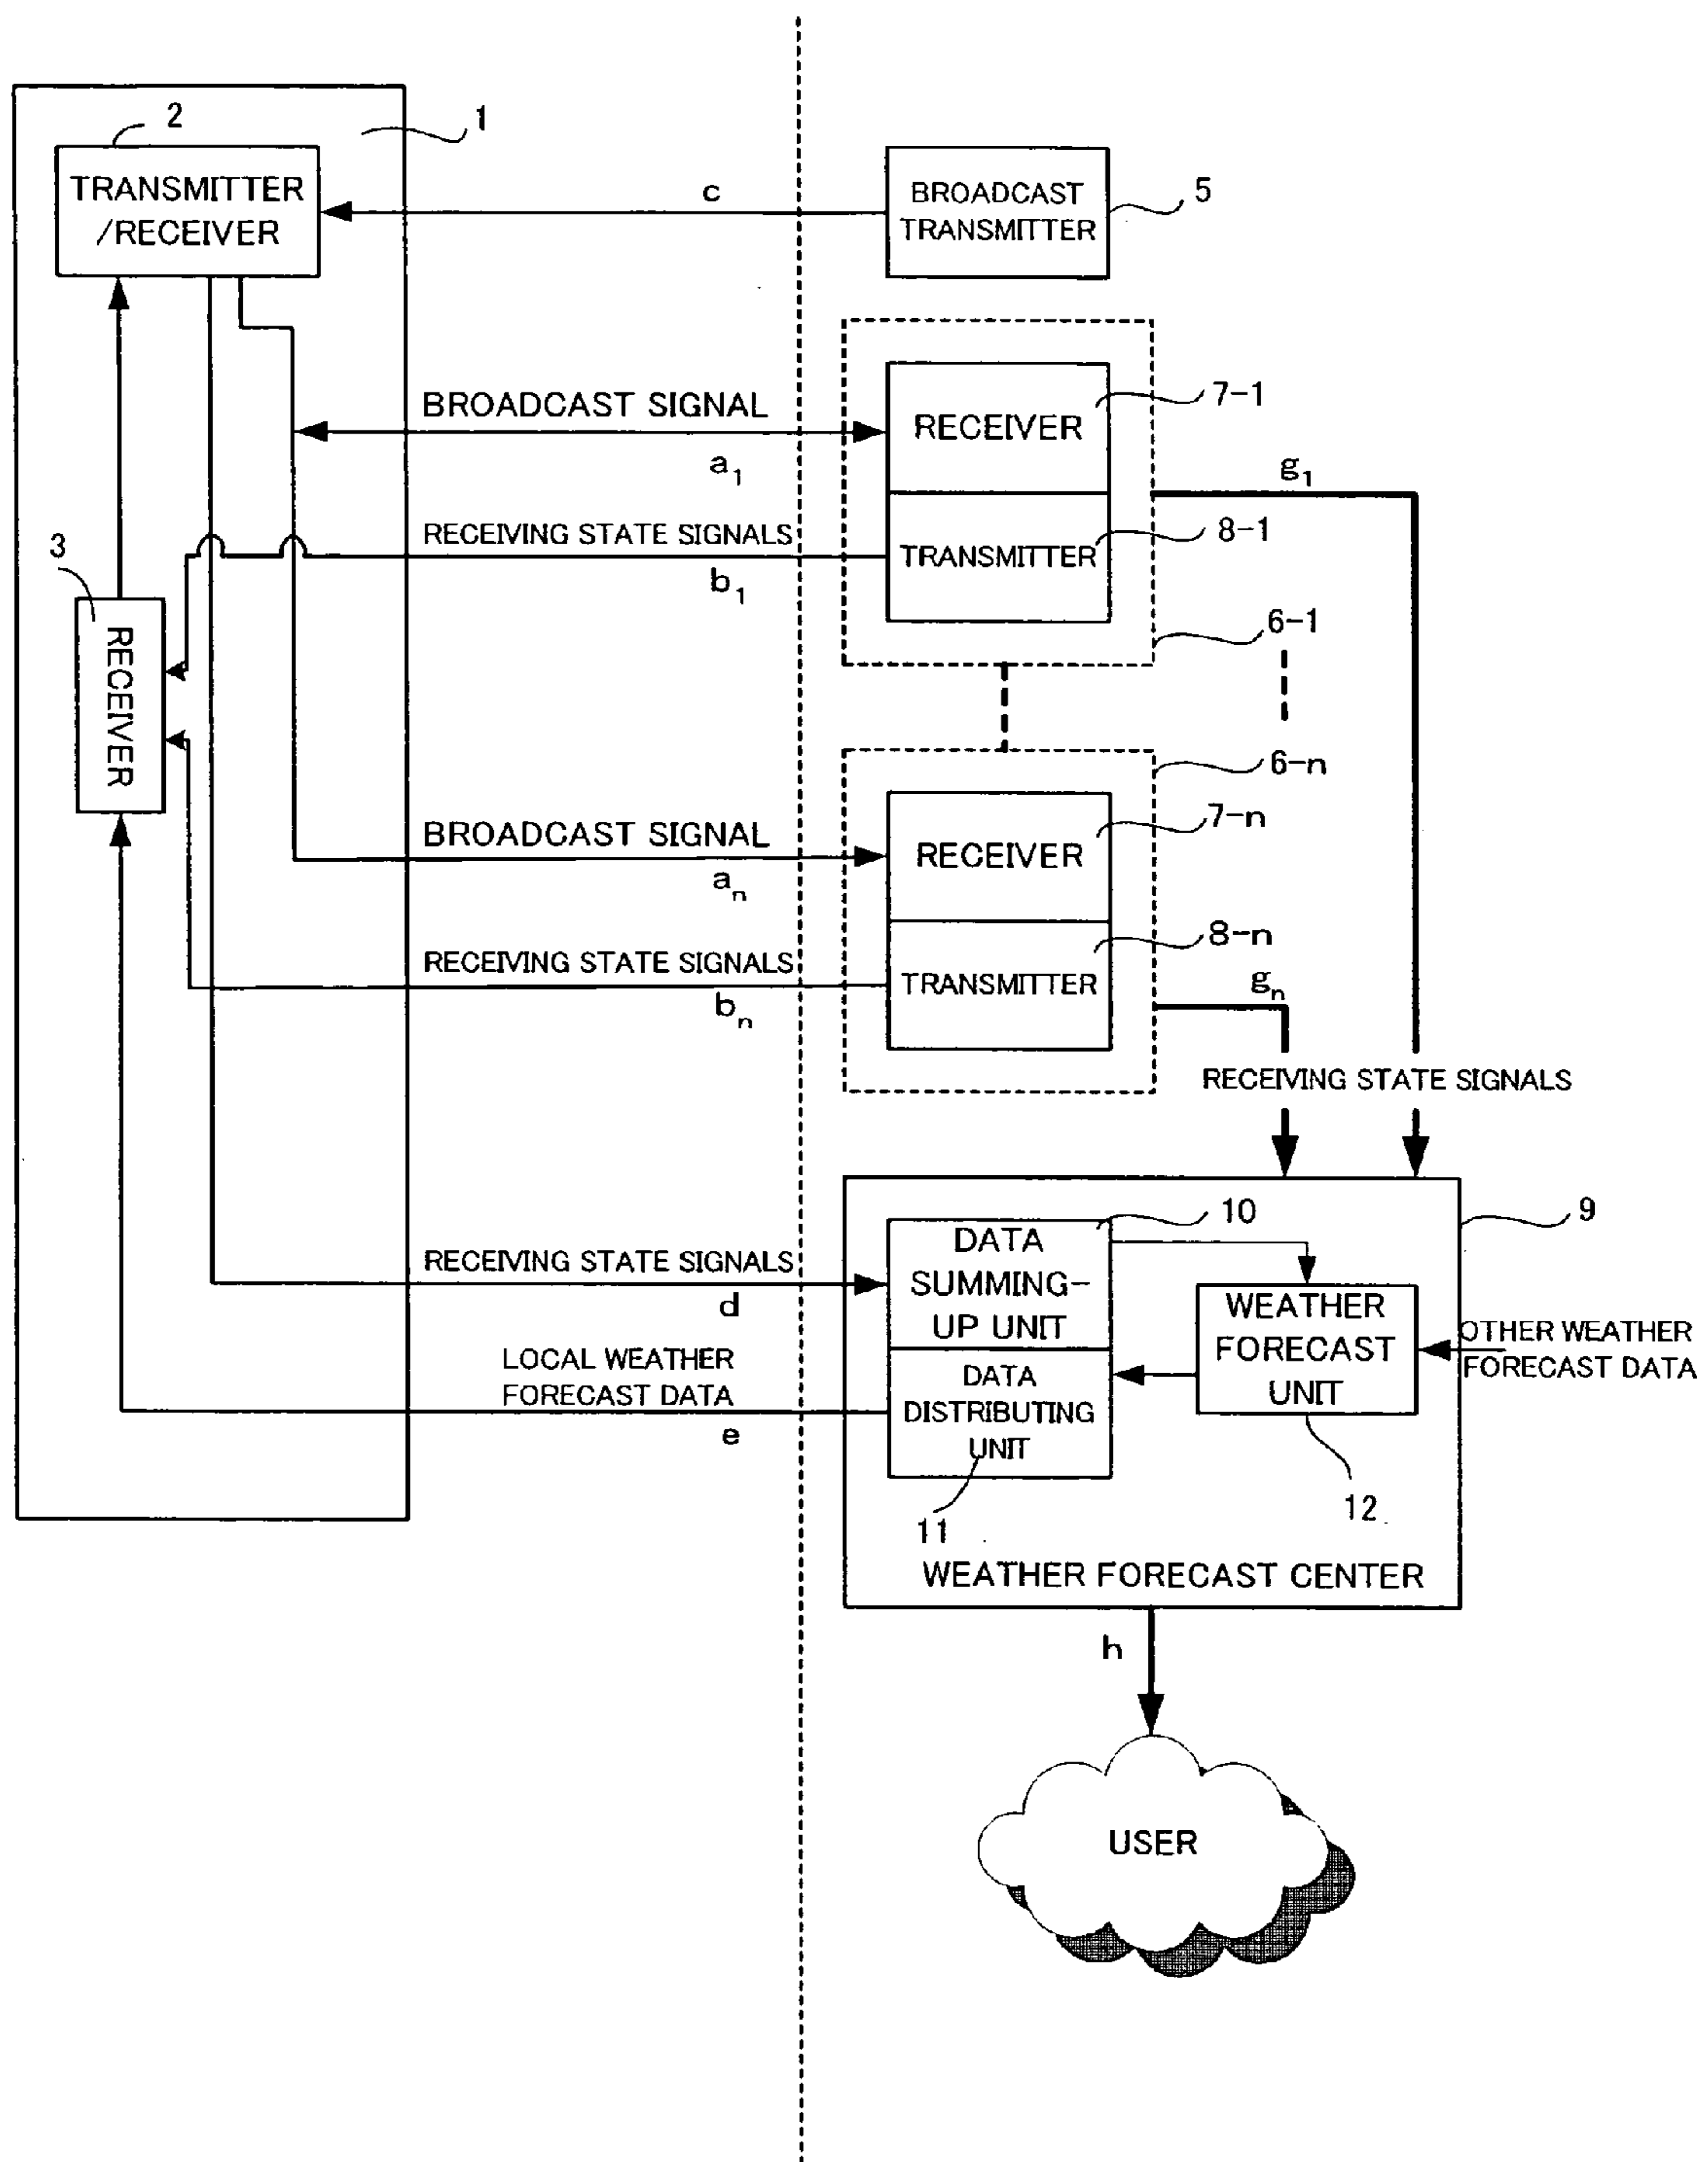 2
1
TRANSMITTER
/RECEIVER
c
BROADCAST
TRANSMITTER
5
BROADCAST SIGNAL
a1
RECEIVER
7-1
g1
RECEIVING STATE SIGNALS
b1
TRANSMITTER
8-1
3
RECEIVER
6-1
6-n
BROADCAST SIGNAL
an
RECEIVER
7-n
RECEIVING STATE SIGNALS
bn
TRANSMITTER
8-n
gn
RECEIVING STATE SIGNALS
9
10
RECEIVING STATE SIGNALS
d
DATA
SUMMING-
UP UNIT
WEATHER
FORECAST
UNIT
OTHER WEATHER
FORECAST DATA
LOCAL WEATHER
FORECAST DATA
e
DATA
DISTRIBUTING
UNIT
11
12
WEATHER FORECAST CENTER
h
USER